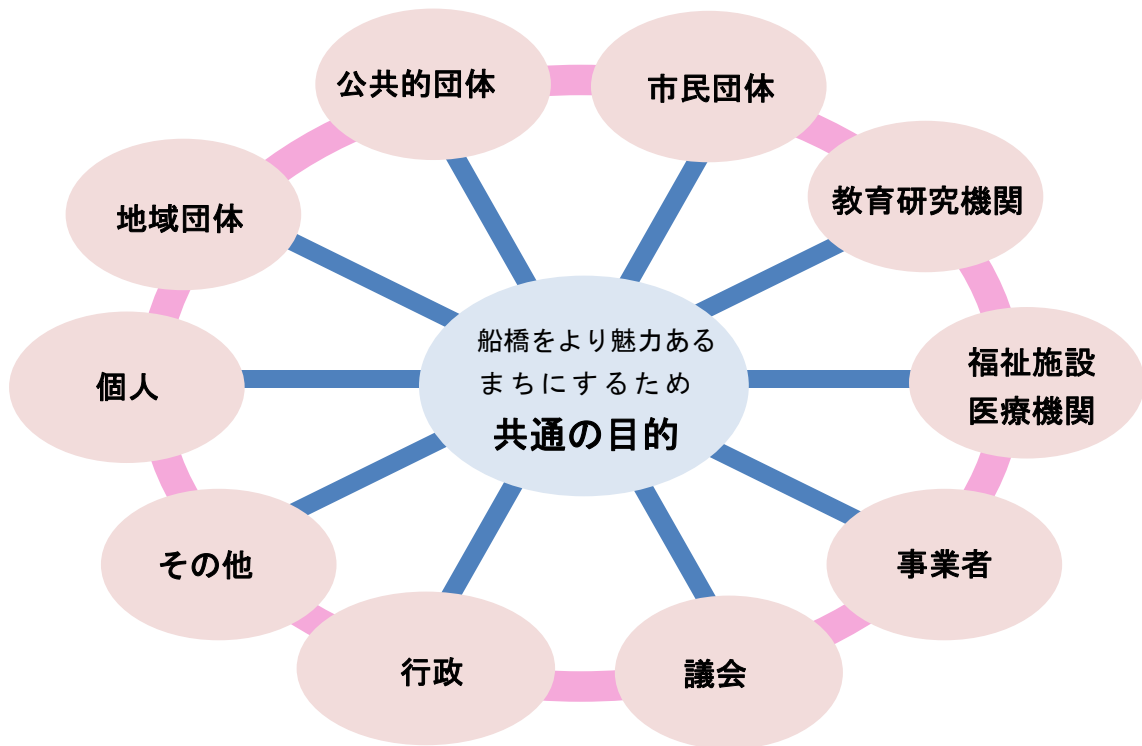 公共的団体
市民団体
教育研究機関
地域団体
船橋をより魅力ある
まちにするため
共通の目的
福祉施設
医療機関
個人
事業者
その他
行政
議会